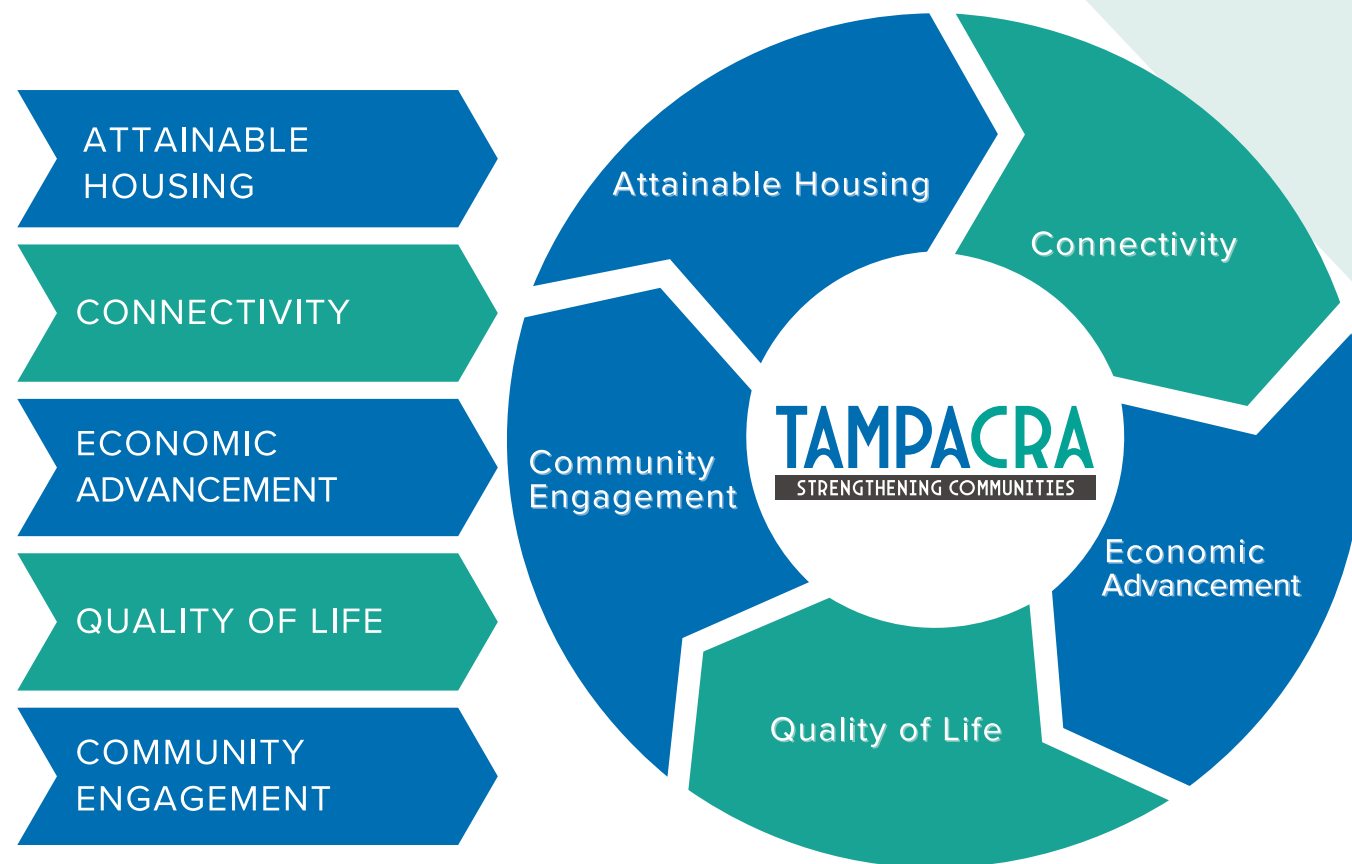 ATTAINABLE
HOUSING
CONNECTIVITY
ECONOMIC
ADVANCEMENT
QUALITY OF LIFE
COMMUNITY
ENGAGEMENT
Attainable Housing
Connectivity
Economic
Advancement
Quality of Life
Community
Engagement
TAMPACRA
STRENGTHENING COMMUNITIES